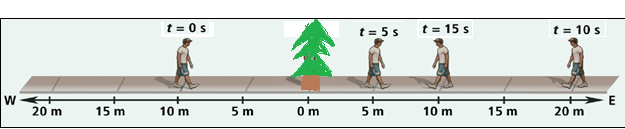 t = 0 s
t = 5 s
t = 15 s
t = 10 s
W 20 m 15 m 10 m 5 m 0 m 5 m 10 m 15 m 20 m E